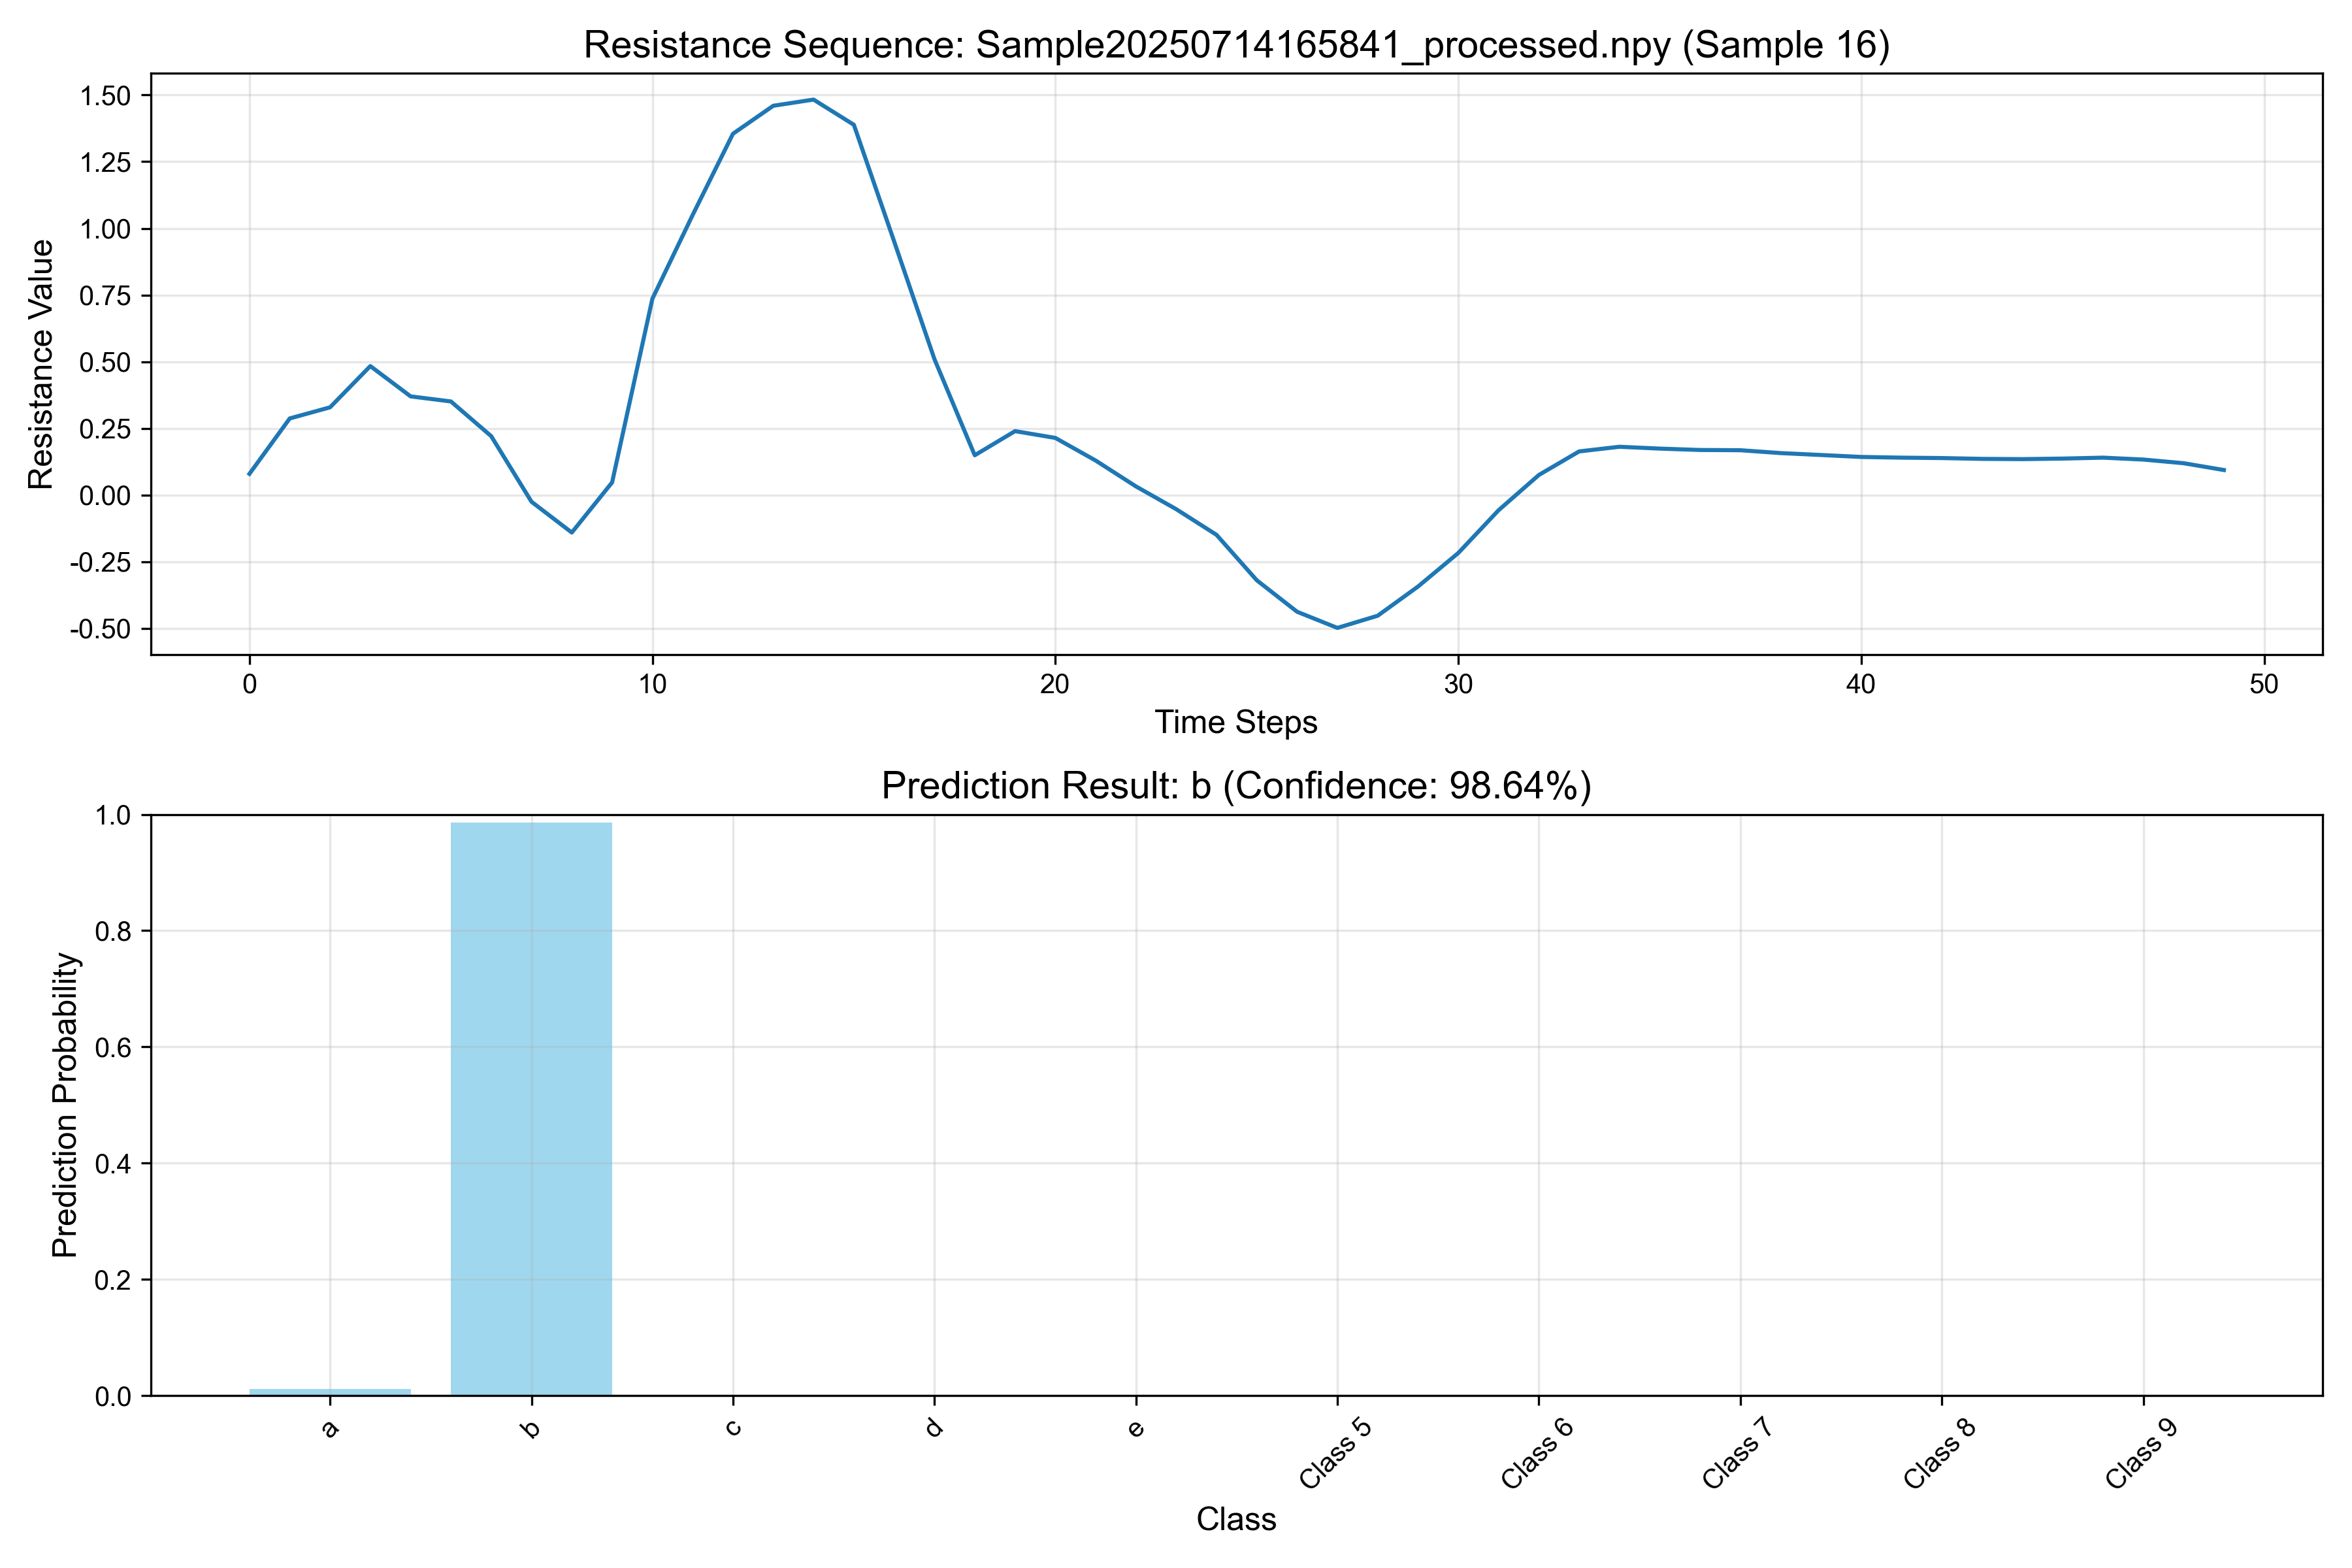 Resistance Sequence: Sample20250714165841_processed.npy (Sample 16)
Resistance Value
1.50
1.25
1.00
0.75
0.50
0.25
0.00
-0.25
-0.50
0 10 20 30 40 50
Time Steps
Prediction Result: b (Confidence: 98.64%)
Prediction Probability
1.0
0.8
0.6
0.4
0.2
0.0
a b c d e Class 5 Class 6 Class 7 Class 8 Class 9
Class